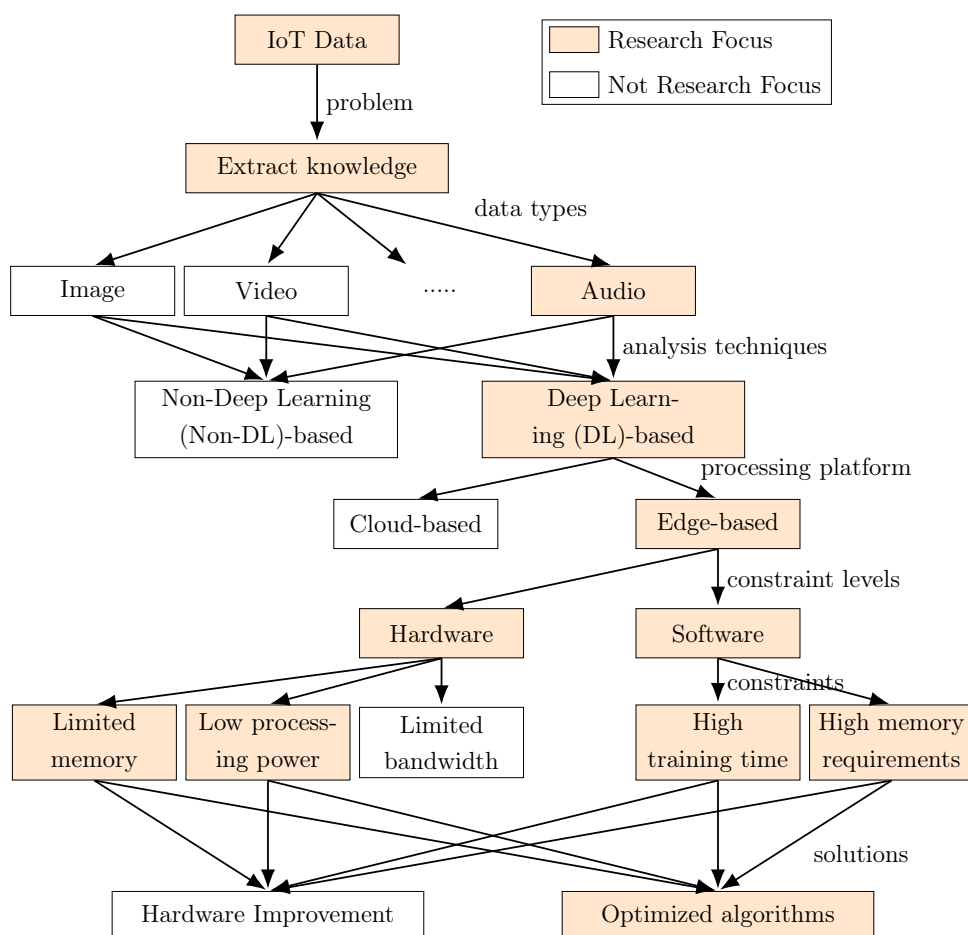 IoT Data
Research Focus
Not Research Focus
problem
Extract knowledge
data types
Image
Video
.....
Audio
analysis techniques
Non-Deep Learning
(Non-DL)-based
Deep Learn-
ing (DL)-based
processing platform
Cloud-based
Edge-based
constraint levels
Hardware
Software
constraints
Limited
memory
Low process-
ing power
Limited
bandwidth
High
training time
High memory
requirements
solutions
Hardware Improvement
Optimized algorithms